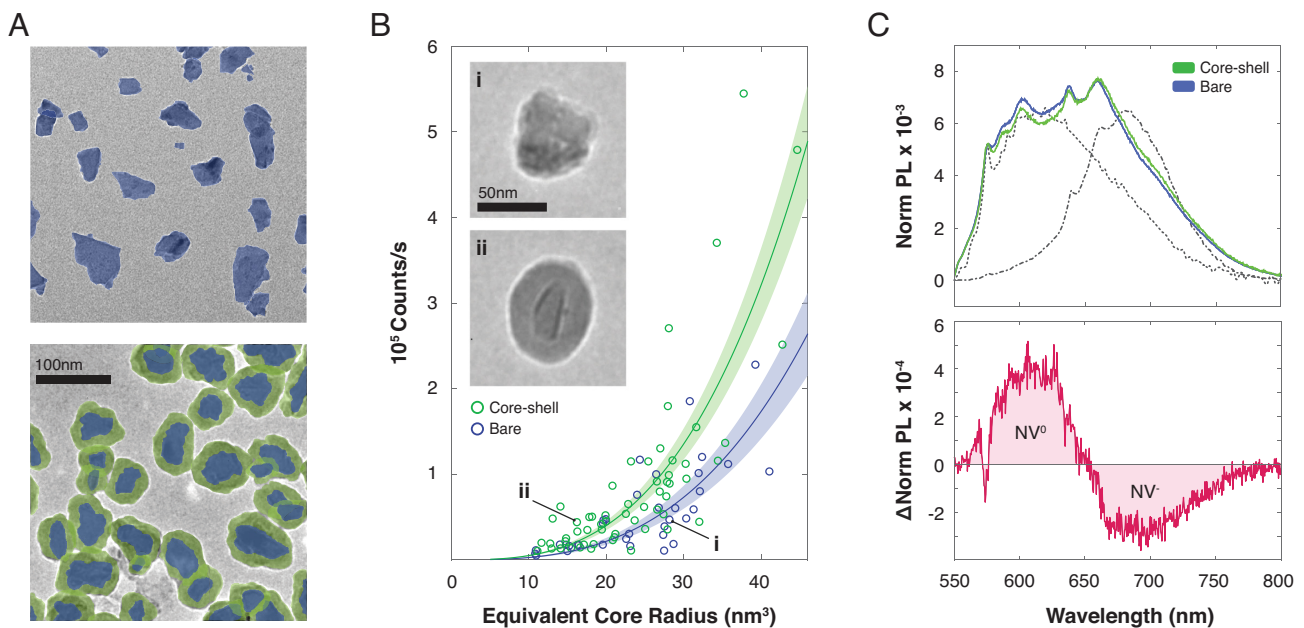 A
100nm
B
6
5
4
3
2
1
0
10
20
30
40
10⁵ Counts/s
Equivalent Core Radius (nm³)
i
50nm
ii
Core-shell
Bare
ii
i
C
8
6
4
2
0
Norm PL x 10⁻³
Core-shell
Bare
6
4
2
0
-2
-4
ΔNorm PL x 10⁻⁴
NV⁰
NV⁻
550
600
650
700
750
800
Wavelength (nm)